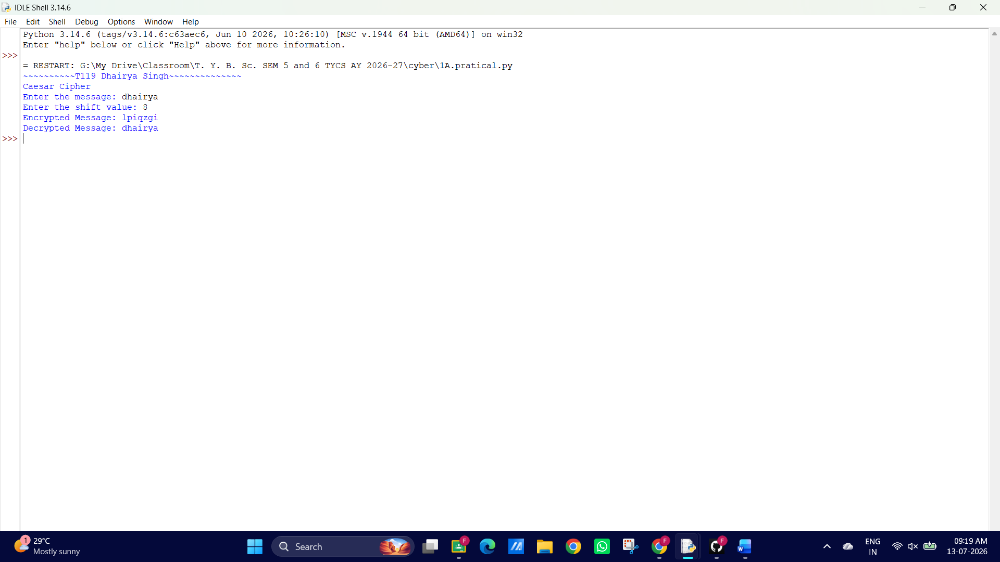 IDLE Shell 3.14.6
File Edit Shell Debug Options Window Help
Python 3.14.6 (tags/v3.14.6:c63aec6, Jun 10 2026, 10:26:10) [MSC v.1944 64 bit (AMD64)] on win32
Enter "help" below or click "Help" above for more information.
>>>
= RESTART: G:\My Drive\Classroom\T. Y. B. Sc. SEM 5 and 6 TYCS AY 2026-27\cyber\1A.pratical.py
~~~~~~~~~~T119 Dhairya Singh~~~~~~~~~~~~~~
Caesar Cipher
Enter the message: dhairya
Enter the shift value: 8
Encrypted Message: lpiqzgi
Decrypted Message: dhairya
>>>
1
29°C
Mostly sunny
Search
F
F
F
W
ENG
IN
09:19 AM
13-07-2026